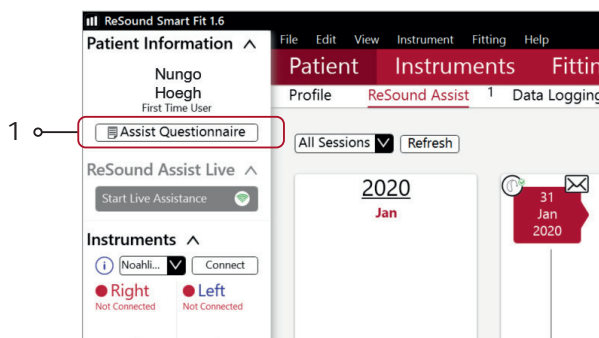 ReSound Smart Fit 1.6
Patient Information
File Edit View Instrument Fitting Help
Nungo
Hoegh
First Time User
Patient Instruments Fittin
Profile ReSound Assist 1 Data Logging
1
Assist Questionnaire
All Sessions Refresh
ReSound Assist Live
Start Live Assistance
2020
Jan
31
Jan
2020
Instruments
i Noahli... Connect
Right Left
Not Connected Not Connected